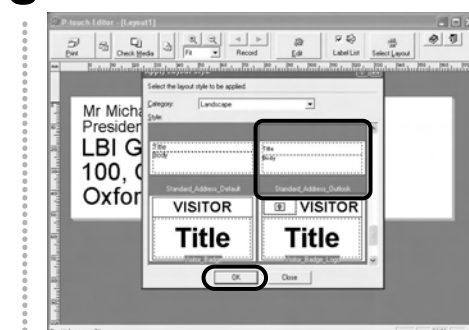 P-touch Editor - [Layout1]
Print
Check Media
Fit
Record
Edit
Label List
Select Layout
Apply Layout Style
Select the layout style to be applied.
Category: Landscape
Style:
Mr Micha
Presiden
LBI G
100, C
Oxfor
Title
Body
Title
Body
Standard_Address_Default
Standard_Address_Outlook
VISITOR
VISITOR
Title
Title
Visitor_Badge
Visitor_Badge_Logo
OK
Close